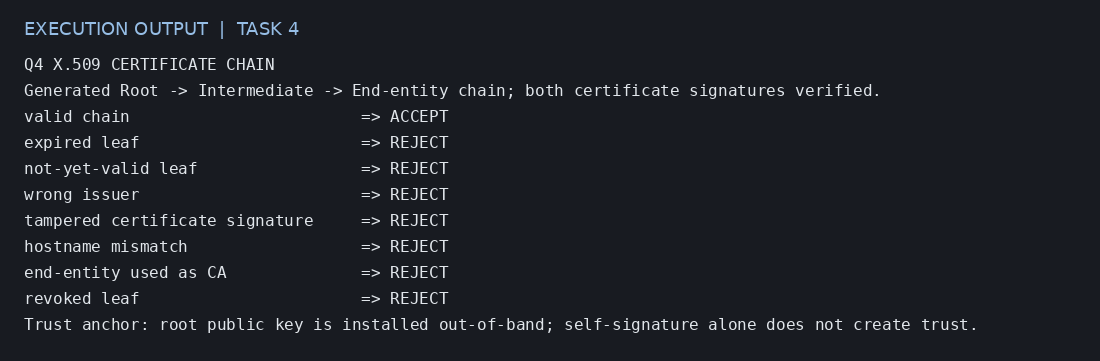 EXECUTION OUTPUT | TASK 4
Q4 X.509 CERTIFICATE CHAIN
Generated Root -> Intermediate -> End-entity chain; both certificate signatures verified.
valid chain => ACCEPT
expired leaf => REJECT
not-yet-valid leaf => REJECT
wrong issuer => REJECT
tampered certificate signature => REJECT
hostname mismatch => REJECT
end-entity used as CA => REJECT
revoked leaf => REJECT
Trust anchor: root public key is installed out-of-band; self-signature alone does not create trust.